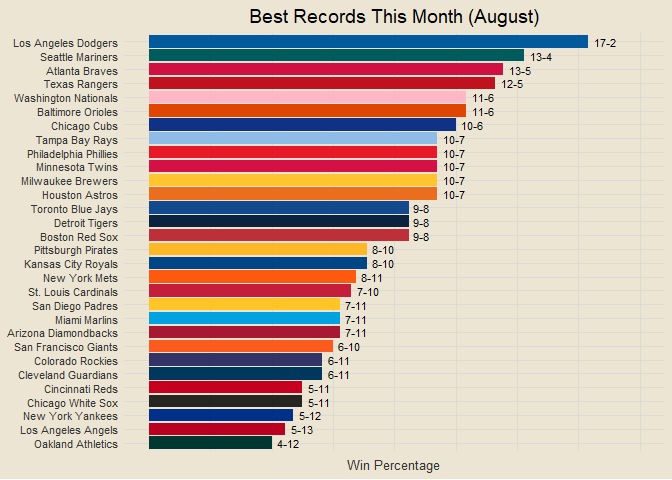 Best Records This Month (August)
Los Angeles Dodgers 17-2
Seattle Mariners 13-4
Atlanta Braves 13-5
Texas Rangers 12-5
Washington Nationals 11-6
Baltimore Orioles 11-6
Chicago Cubs 10-6
Tampa Bay Rays 10-7
Philadelphia Phillies 10-7
Minnesota Twins 10-7
Milwaukee Brewers 10-7
Houston Astros 10-7
Toronto Blue Jays 9-8
Detroit Tigers 9-8
Boston Red Sox 9-8
Pittsburgh Pirates 8-10
Kansas City Royals 8-10
New York Mets 8-11
St. Louis Cardinals 7-10
San Diego Padres 7-11
Miami Marlins 7-11
Arizona Diamondbacks 7-11
San Francisco Giants 6-10
Colorado Rockies 6-11
Cleveland Guardians 6-11
Cincinnati Reds 5-11
Chicago White Sox 5-11
New York Yankees 5-12
Los Angeles Angels 5-13
Oakland Athletics 4-12
Win Percentage